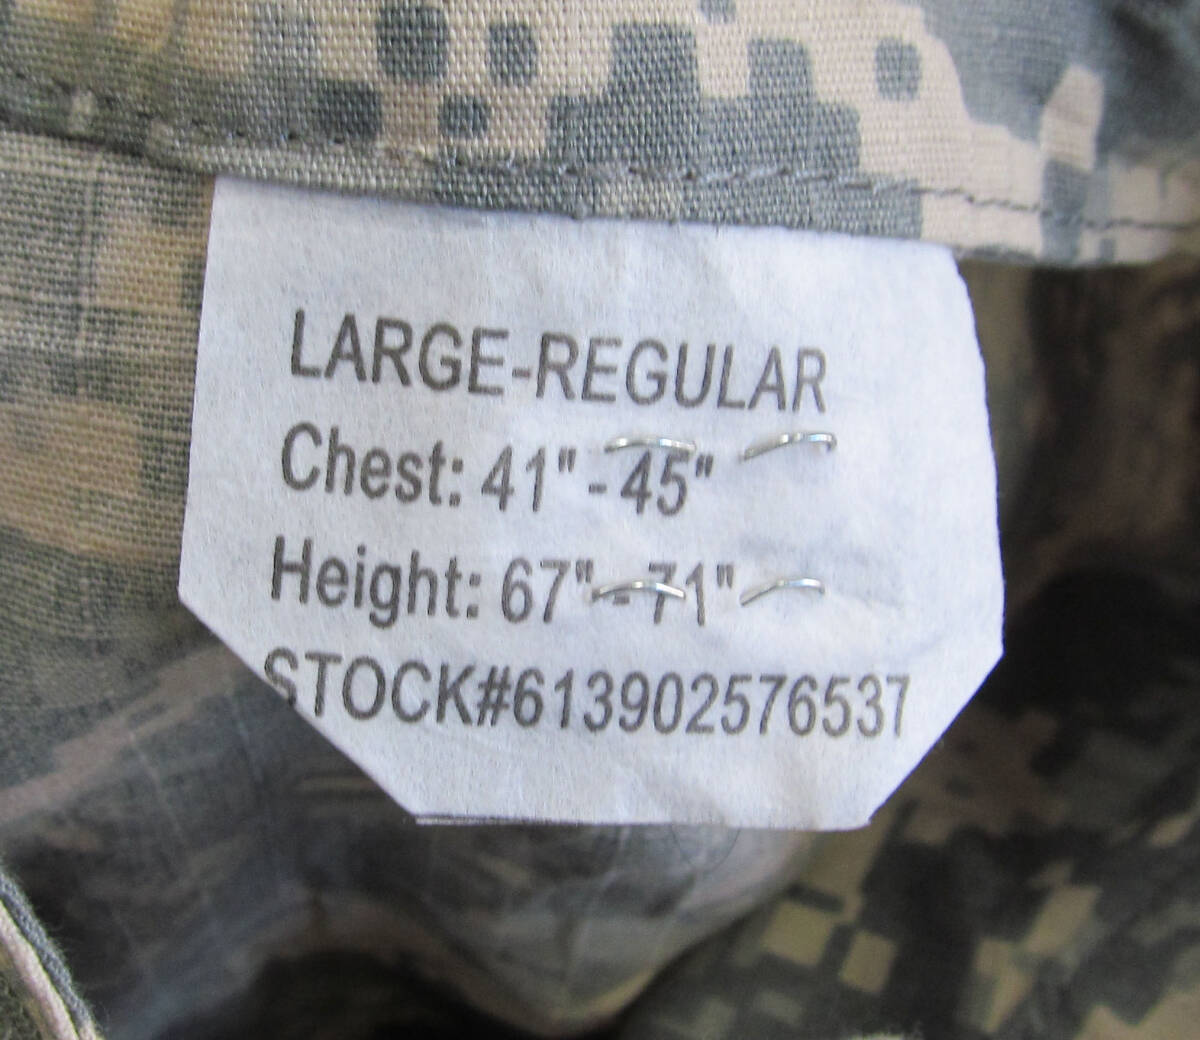 LARGE-REGULAR
Chest: 41" - 45"
Height: 67" - 71"
STOCK#613902576537